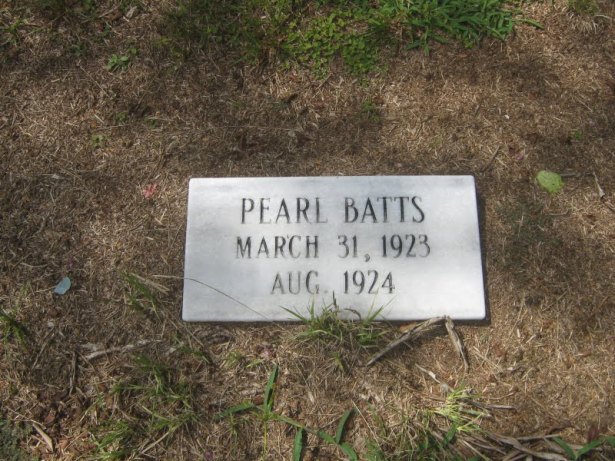 PEARL BATTS
MARCH 31, 1923
AUG. 1924